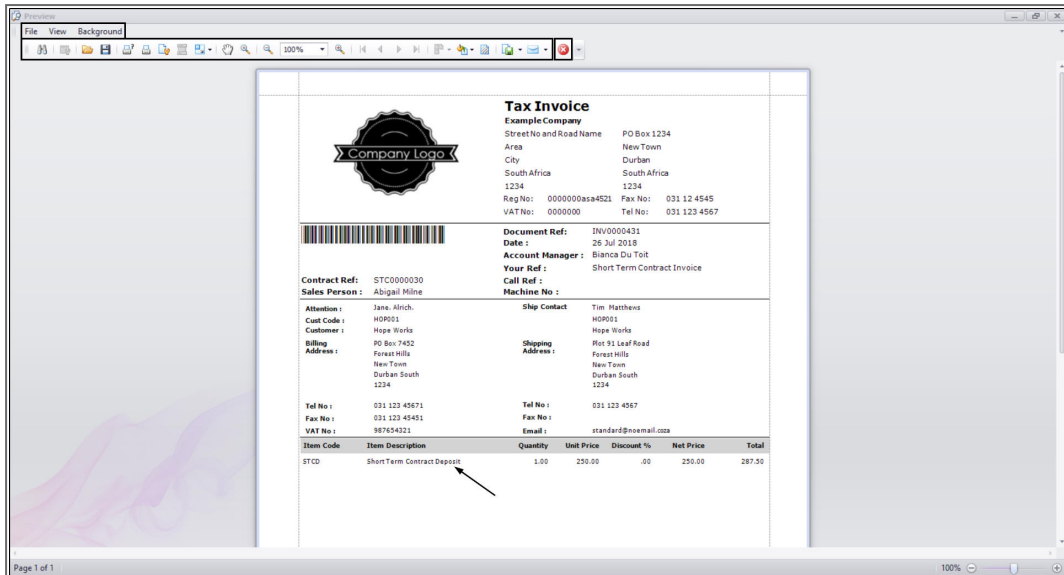 Preview
File View Background
100%
Tax Invoice
Company Logo
Example Company
Street No and Road Name PO Box 1234
Area New Town
City Durban
South Africa South Africa
1234 1234
Reg No: 0000000asa4521 Fax No: 031 12 4545
VAT No: 0000000 Tel No: 031 123 4567
Document Ref: INV0000431
Date : 26 Jul 2018
Account Manager : Bianca Du Toit
Your Ref : Short Term Contract Invoice
Contract Ref: STC0000030 Call Ref :
Sales Person : Abigail Milne Machine No :
Attention : Jane. Alrich. Ship Contact Tim Matthews
Cust Code : HOP001 HOP001
Customer : Hope Works Hope Works
Billing Address : PO Box 7452 Shipping Address : Plot 91 Leaf Road
Forest Hills Forest Hills
New Town New Town
Durban South Durban South
1234 1234
Tel No : 031 123 45671 Tel No : 031 123 4567
Fax No : 031 123 45451 Fax No :
VAT No : 987654321 Email : standard@noemail.coza
Item Code Item Description Quantity Unit Price Discount % Net Price Total
STCD Short Term Contract Deposit 1.00 250.00 .00 250.00 287.50
Page 1 of 1 100%